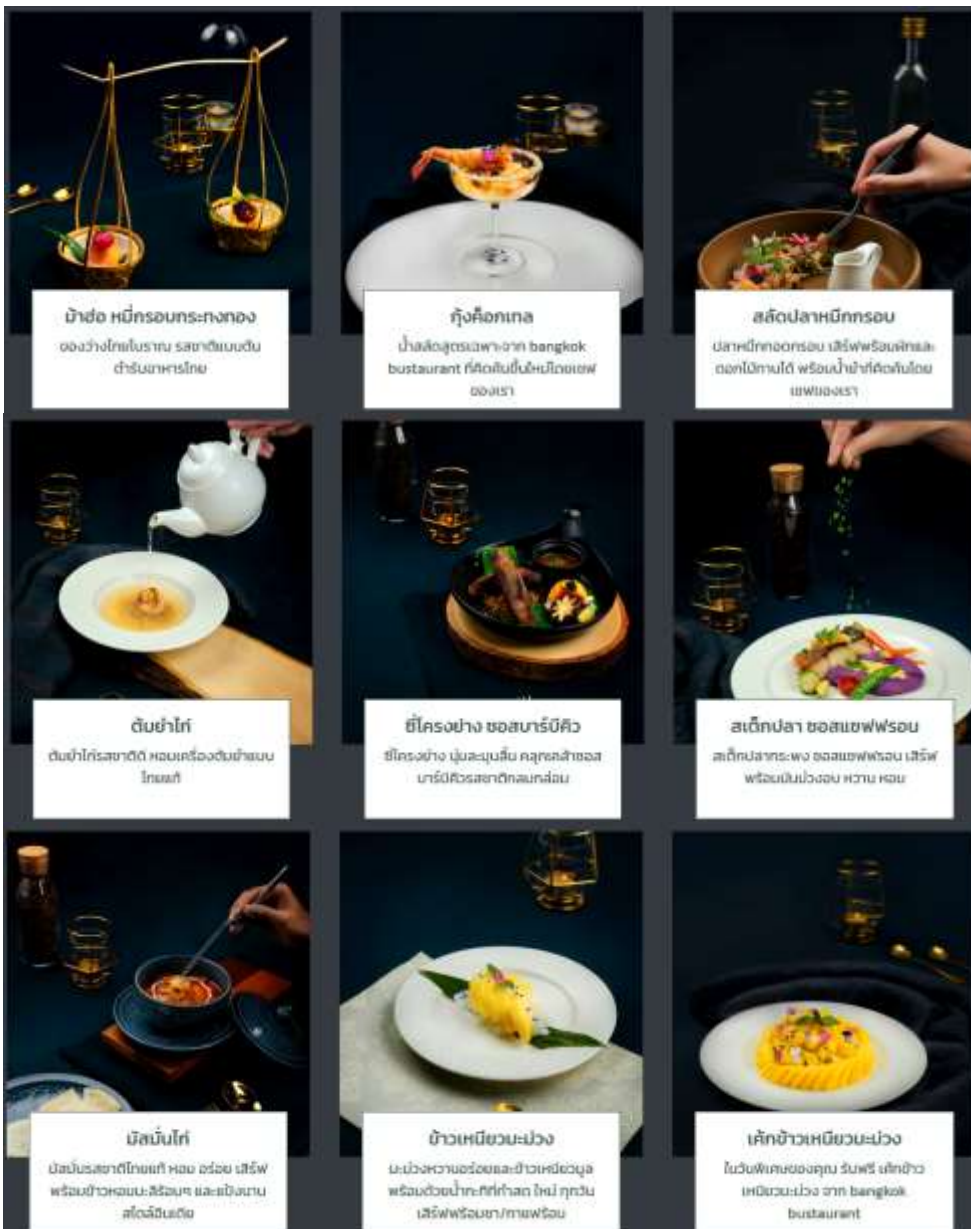 ม้าฮ่อ หมี่กรอบกระทงทอง
ของว่างไทยโบราณ รสชาติแบบต้น
ตำรับอาหารไทย
กุ้งค็อกเทล
น้ำสลัดสูตรเฉพาะจาก bangkok
bustaurant ที่คิดค้นขึ้นใหม่โดยเชฟ
ของเรา
สลัดปลาหมึกกรอบ
ปลาหมึกทอดกรอบ เสิร์ฟพร้อมผักและ
ดอกไม้ทานได้ พร้อมน้ำยำที่คิดค้นโดย
เชฟของเรา
ต้มยำไก่
ต้มยำไก่รสชาติดี หอมเครื่องต้มยำแบบ
ไทยแท้
ซี่โครงย่าง ซอสบาร์บีคิว
ซี่โครงย่าง นุ่มละมุนลิ้น คลุกเคล้าซอส
บาร์บีคิวรสชาติกลมกล่อม
สเต็กปลา ซอสแซฟฟรอน
สเต็กปลากระพง ซอสแซฟฟรอน เสิร์ฟ
พร้อมมันม่วงอบ หวาน หอม
มัสมั่นไก่
มัสมั่นรสชาติไทยแท้ หอม อร่อย เสิร์ฟ
พร้อมข้าวหอมมะลิร้อนๆ และแป้งนาน
สไตล์อินเดีย
ข้าวเหนียวมะม่วง
มะม่วงหวานอร่อยและข้าวเหนียวมูล
พร้อมด้วยน้ำกะทิที่ทำสด ใหม่ ทุกวัน
เสิร์ฟพร้อมชา/กาแฟร้อน
เค้กข้าวเหนียวมะม่วง
ในวันพิเศษของคุณ รับฟรี เค้กข้าว
เหนียวมะม่วง จาก bangkok
bustaurant